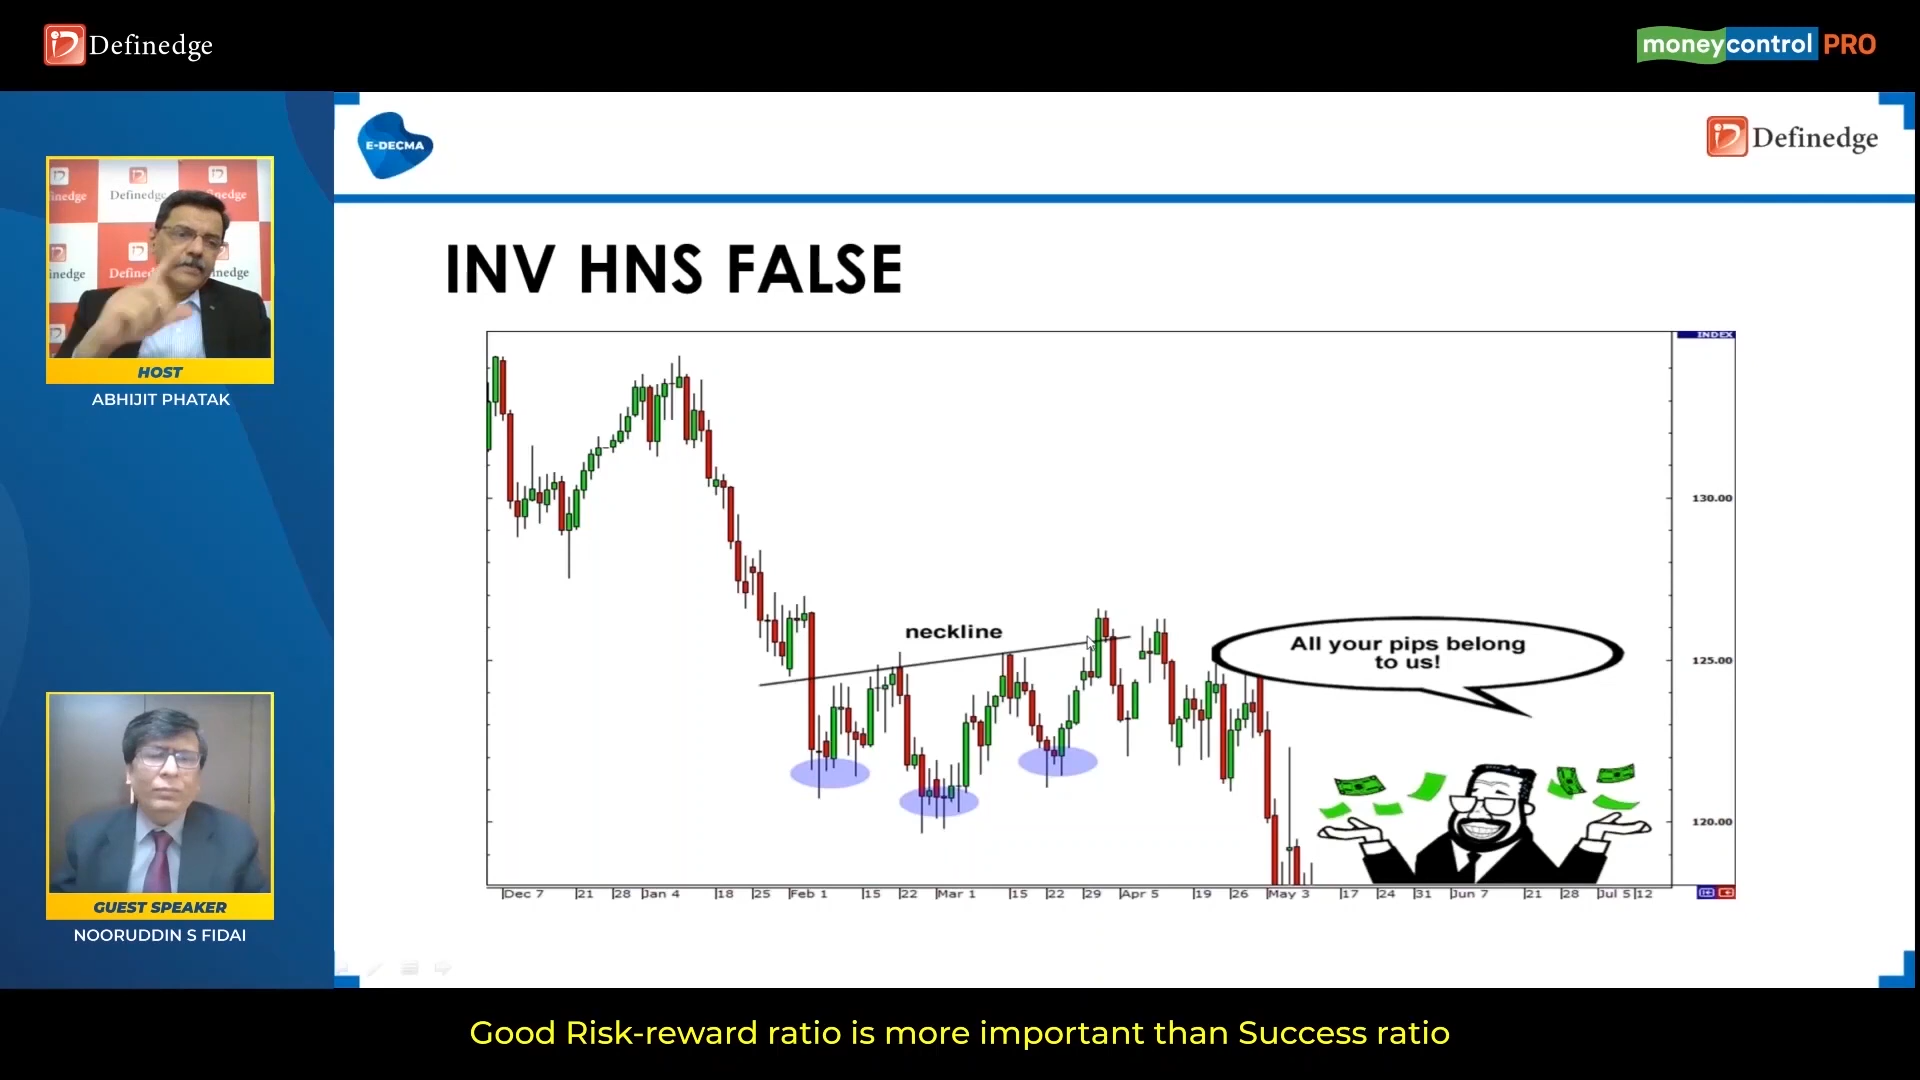 Definedge
moneycontrol PRO
E-DECMA
Definedge
INV HNS FALSE
HOST
ABHIJIT PHATAK
GUEST SPEAKER
NOORUDDIN S FIDAI
INDEX
130.00
125.00
120.00
neckline
All your pips belong
to us!
Dec 7 21 28 Jan 4 18 25 Feb 1 15 22 Mar 1 15 22 29 Apr 5 19 26 May 3 17 24 31 Jun 7 21 28 Jul 5 12
Good Risk-reward ratio is more important than Success ratio